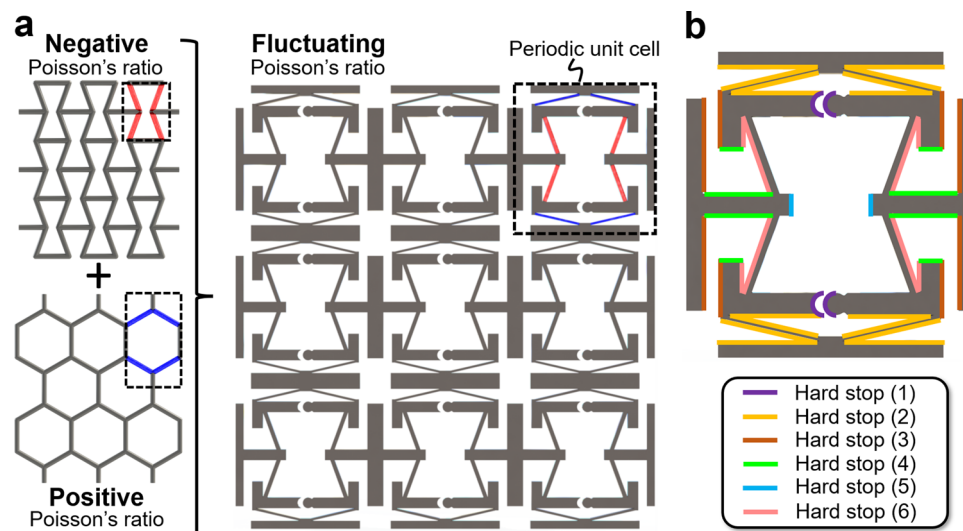 a
Negative
Poisson's ratio
+
Positive
Poisson's ratio
Fluctuating
Poisson's ratio
Periodic unit cell
b
Hard stop (1)
Hard stop (2)
Hard stop (3)
Hard stop (4)
Hard stop (5)
Hard stop (6)